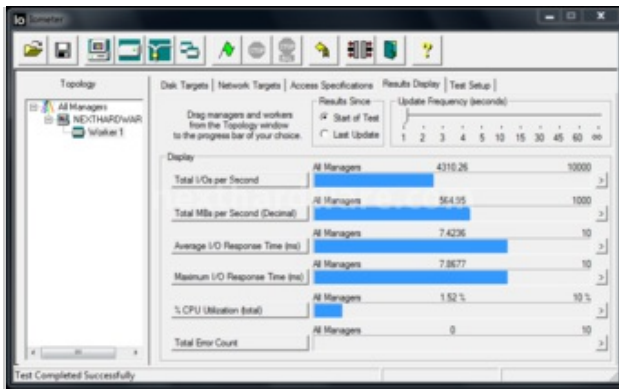 Iometer
Topology
All Managers
NEXTHARDWAR
Worker 1
Disk Targets
Network Targets
Access Specifications
Results Display
Test Setup
Drag managers and workers
from the Topology window
to the progress bar of your choice.
Results Since
Start of Test
Last Update
Update Frequency (seconds)
1 2 3 4 5 10 15 30 45 60 ∞
Display
All Managers 4310.26 10000
Total I/Os per Second
All Managers 564.95 1000
Total MBs per Second (Decimal)
All Managers 7.4236 10
Average I/O Response Time (ms)
All Managers 7.8677 10
Maximum I/O Response Time (ms)
All Managers 1.52 % 10 %
% CPU Utilization (total)
All Managers 0 10
Total Error Count
Test Completed Successfully